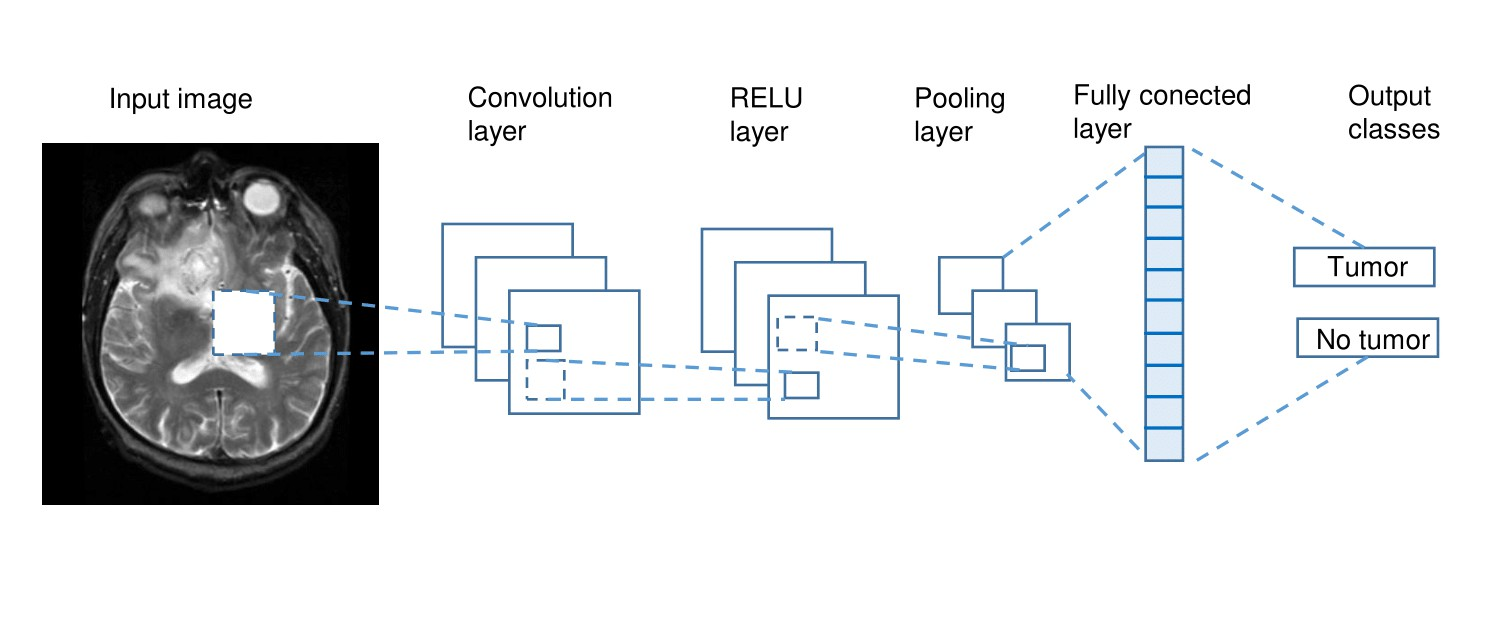 Input image
Convolution
layer
RELU
layer
Pooling
layer
Fully conected
layer
Output
classes
Tumor
No tumor